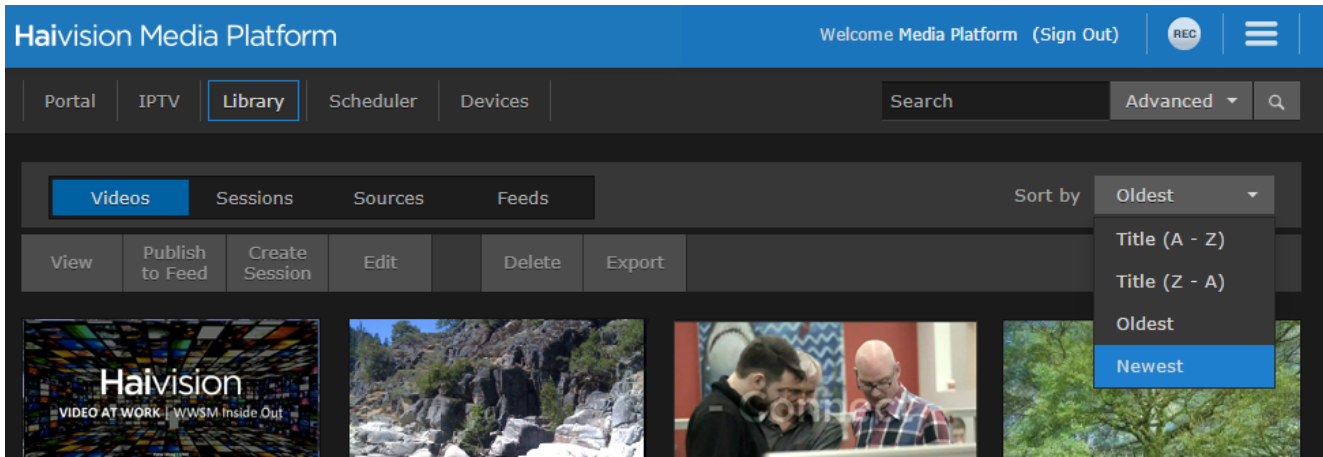 Haivision Media Platform
Welcome Media Platform (Sign Out)
REC
Portal
IPTV
Library
Scheduler
Devices
Search
Advanced
Videos
Sessions
Sources
Feeds
Sort by
Oldest
Title (A - Z)
Title (Z - A)
Oldest
Newest
View
Publish
to Feed
Create
Session
Edit
Delete
Export
Haivision
VIDEO AT WORK | WWSM Inside Out
Connect